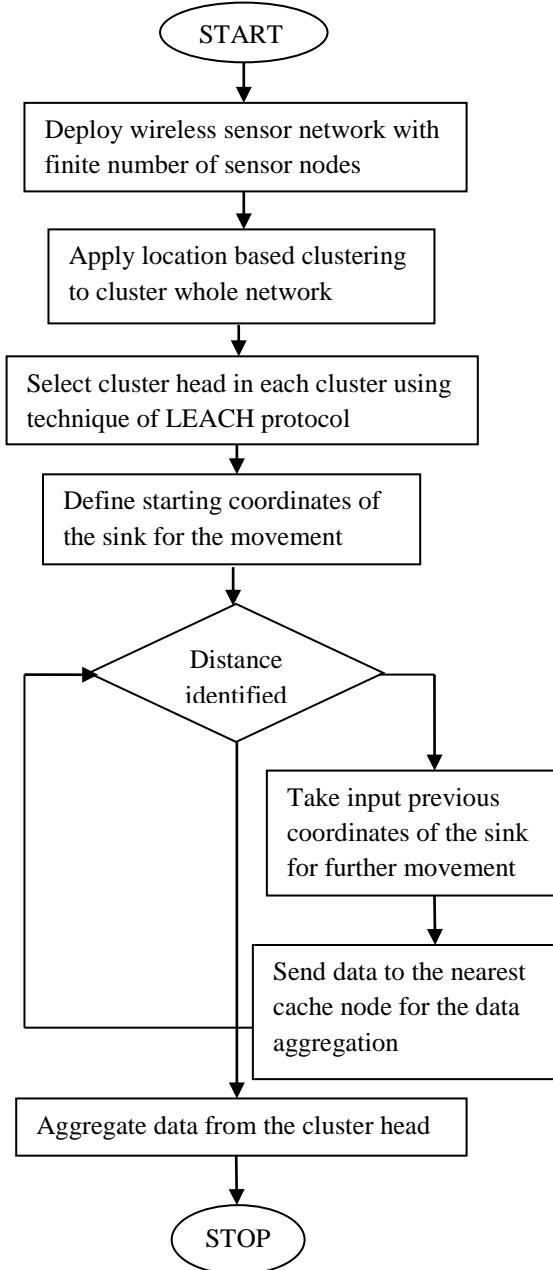 START
Deploy wireless sensor network with
finite number of sensor nodes
Apply location based clustering
to cluster whole network
Select cluster head in each cluster using
technique of LEACH protocol
Define starting coordinates of
the sink for the movement
Distance
identified
Take input previous
coordinates of the sink
for further movement
Send data to the nearest
cache node for the data
aggregation
Aggregate data from the cluster head
STOP